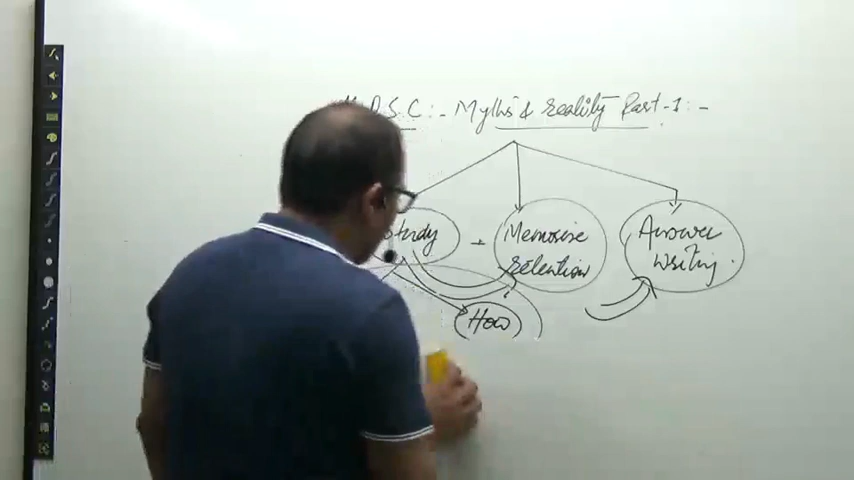 P S C :- Myths & reality Part-1 :-
Study Memorise Answer
retention writing.
How